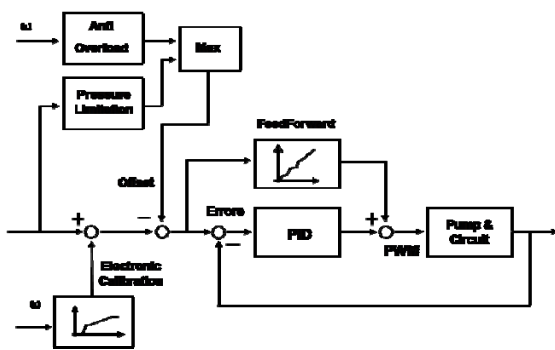 Anti
Overload
Max
Pressure
Limitation
FeedForward
Offset
Errore
PID
PWM
Pump &
Circuit
Electronic
Calibration
+
−
−
+